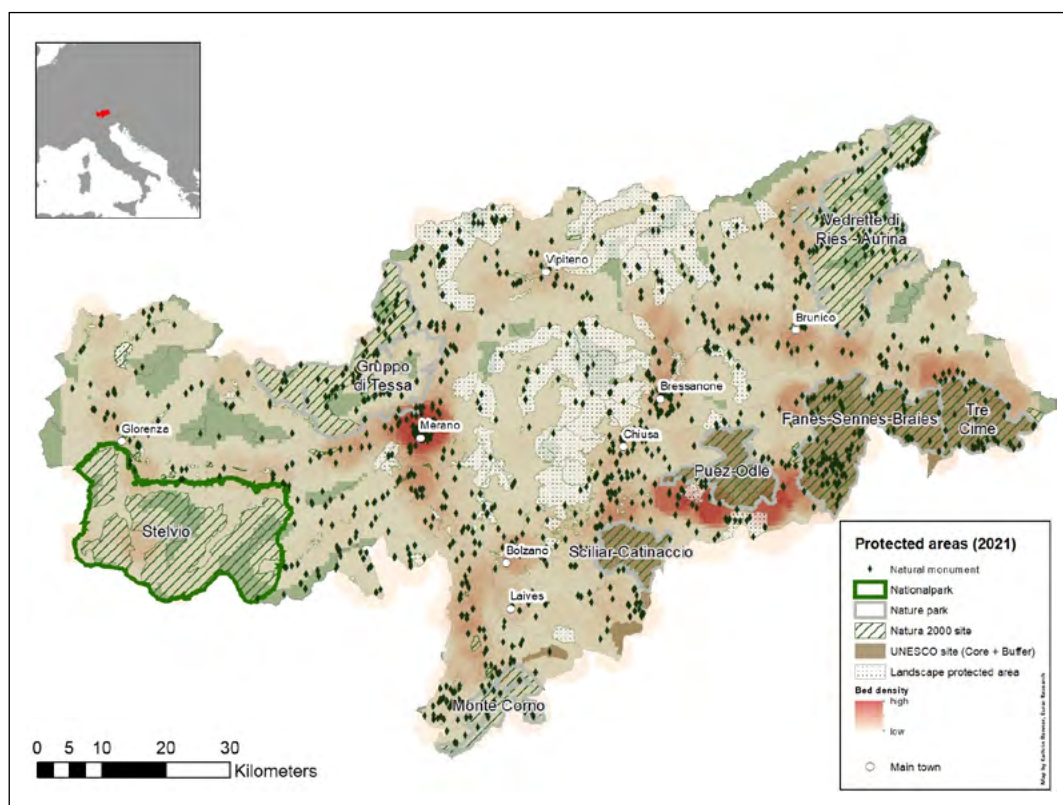 Vedrette di
Ries - Aurina
Vipiteno
Brunico
Gruppo
di Tessa
Bressanone
Fanes-Sennes-Braies
Tre
Cime
Glorenza
Merano
Chiusa
Puez-Odle
Stelvio
Bolzano
Sciliar-Catinaccio
Laives
Monte Corno
Protected areas (2021)
Natural monument
Nationalpark
Nature park
Natura 2000 site
UNESCO site (Core + Buffer)
Landscape protected area
Bed density
high
low
Main town
0 5 10 20 30
Kilometers